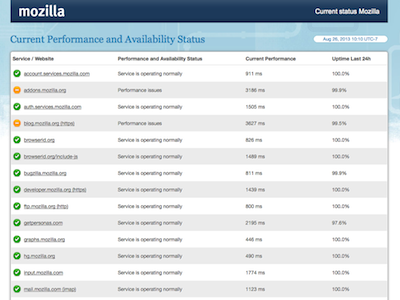 mozilla
Current status Mozilla
Current Performance and Availability Status
Aug 26, 2013 10:10 UTC-7
Service / Website Performance and Availability Status Current Performance Uptime Last 24h
account.services.mozilla.com Service is operating normally 911 ms 100.0%
addons.mozilla.org Performance issues 3186 ms 99.9%
auth.services.mozilla.com Service is operating normally 1505 ms 100.0%
blog.mozilla.org (https) Performance issues 3627 ms 99.5%
browserid.org Service is operating normally 826 ms 100.0%
browserid.org/include-js Service is operating normally 1489 ms 100.0%
bugzilla.mozilla.org Service is operating normally 811 ms 99.9%
developer.mozilla.org (https) Service is operating normally 1439 ms 100.0%
ftp.mozilla.org (http) Service is operating normally 800 ms 100.0%
getpersonas.com Service is operating normally 2195 ms 97.6%
graphs.mozilla.org Service is operating normally 446 ms 100.0%
hg.mozilla.org Service is operating normally 490 ms 100.0%
input.mozilla.com Service is operating normally 1774 ms 100.0%
mail.mozilla.com (imap) Service is operating normally 1123 ms 100.0%